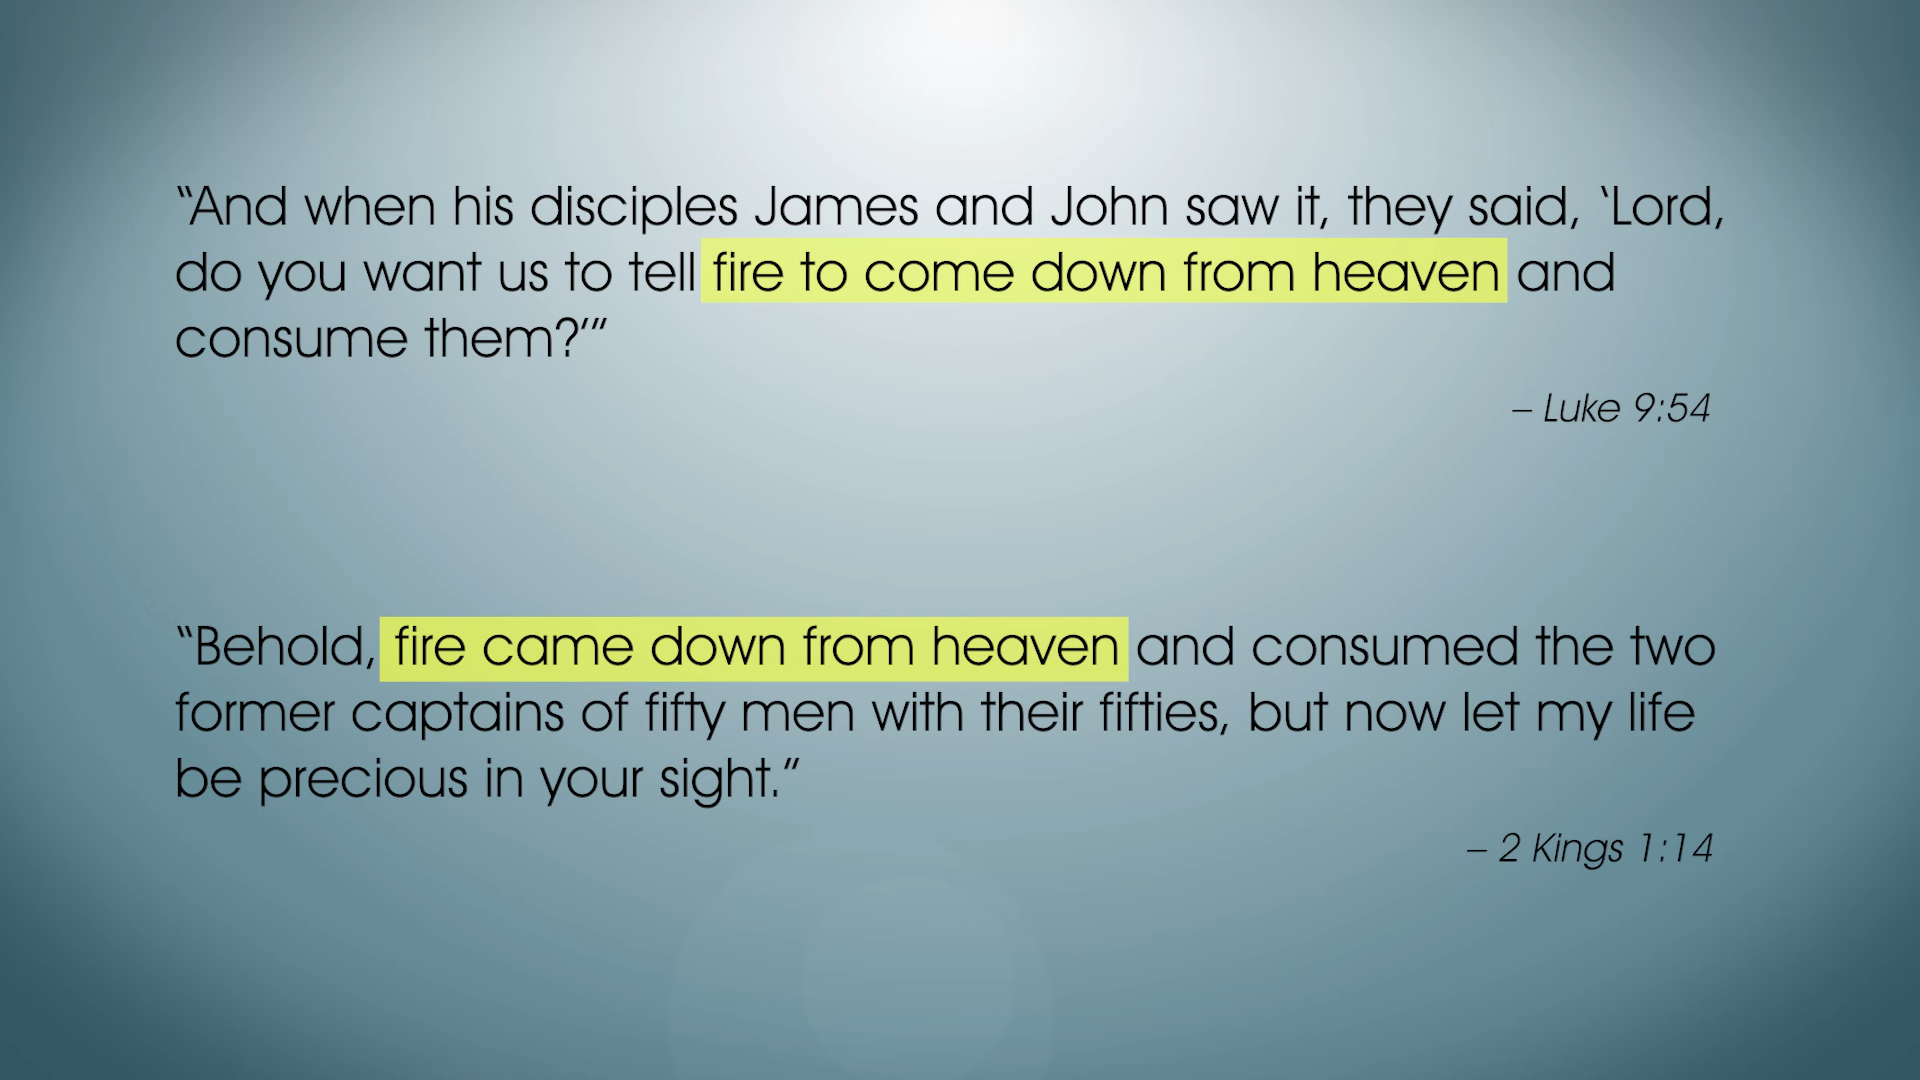 “And when his disciples James and John saw it, they said, ‘Lord,
do you want us to tell fire to come down from heaven and
consume them?’”
– Luke 9:54
“Behold, fire came down from heaven and consumed the two
former captains of fifty men with their fifties, but now let my life
be precious in your sight.”
– 2 Kings 1:14